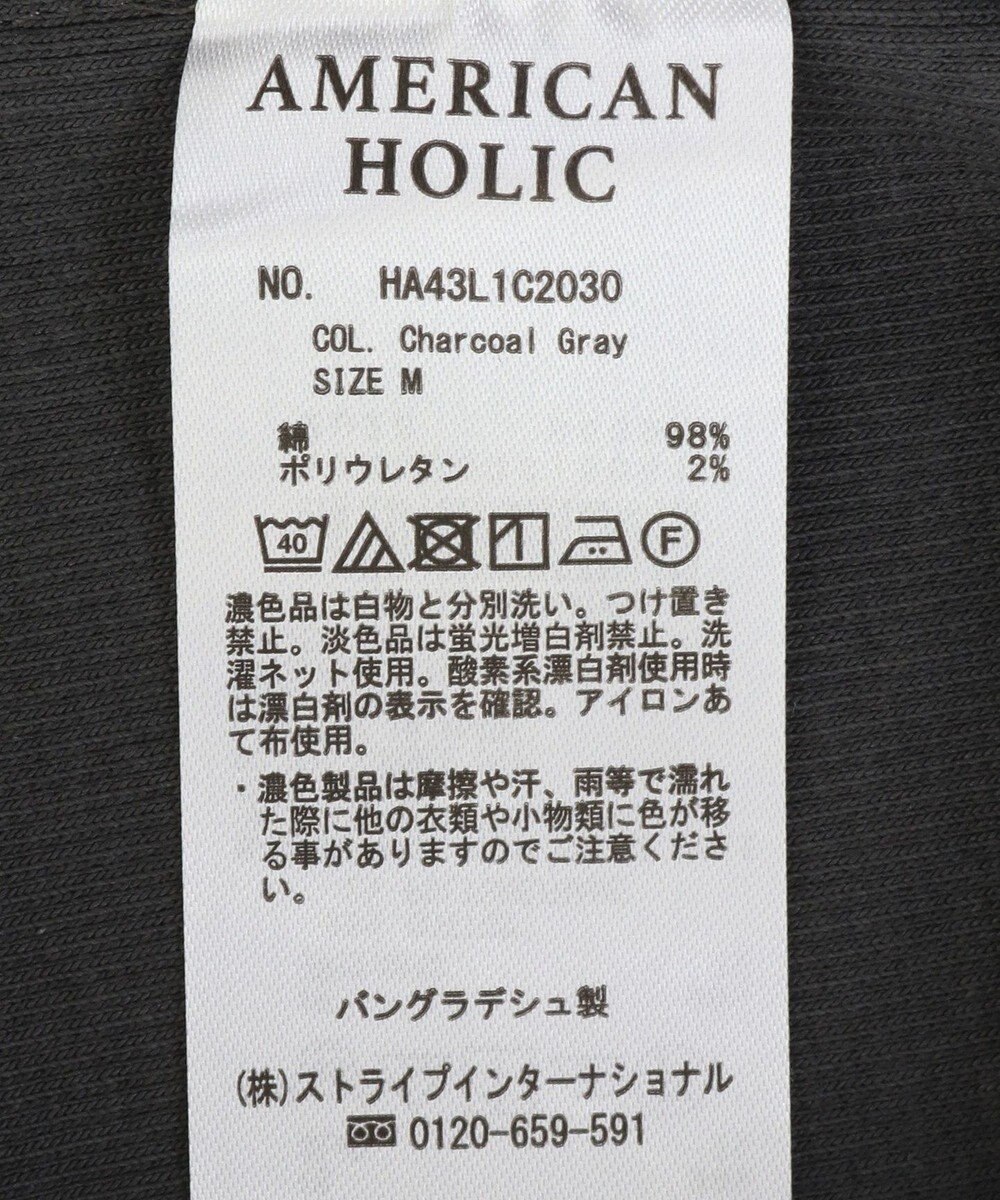 AMERICAN
HOLIC
NO. HA43L1C2030
COL. Charcoal Gray
SIZE M
綿 98%
ポリウレタン 2%
40 F
濃色品は白物と分別洗い。つけ置き
禁止。淡色品は蛍光増白剤禁止。洗
濯ネット使用。酸素系漂白剤使用時
は漂白剤の表示を確認。アイロンあ
て布使用。
・濃色製品は摩擦や汗、雨等で濡れ
た際に他の衣類や小物類に色が移
る事がありますのでご注意くださ
い。
バングラデシュ製
(株)ストライプインターナショナル
0120-659-591